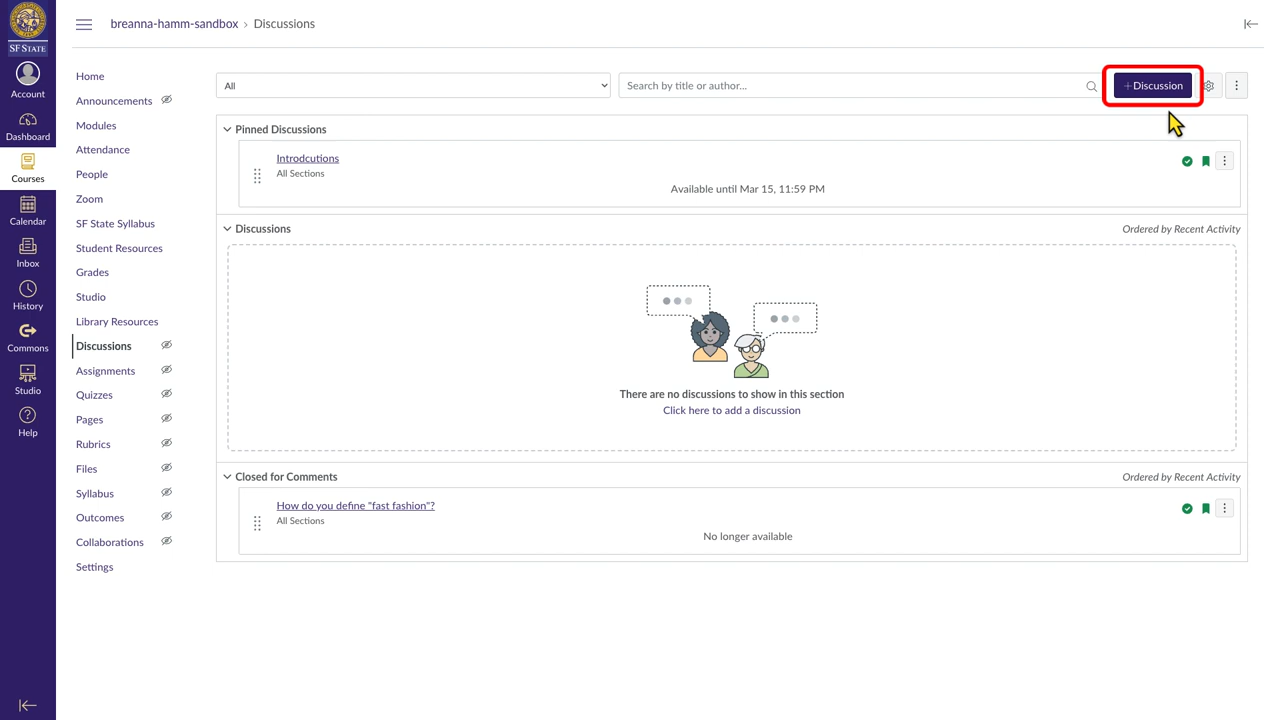 SF STATE
Account
Dashboard
Courses
Calendar
Inbox
History
Commons
Studio
Help
breanna-hamm-sandbox › Discussions
Home
Announcements
Modules
Attendance
People
Zoom
SF State Syllabus
Student Resources
Grades
Studio
Library Resources
Discussions
Assignments
Quizzes
Pages
Rubrics
Files
Syllabus
Outcomes
Collaborations
Settings
All
Search by title or author...
+Discussion
Pinned Discussions
Introdcutions
All Sections
Available until Mar 15, 11:59 PM
Discussions
Ordered by Recent Activity
There are no discussions to show in this section
Click here to add a discussion
Closed for Comments
Ordered by Recent Activity
How do you define "fast fashion"?
All Sections
No longer available